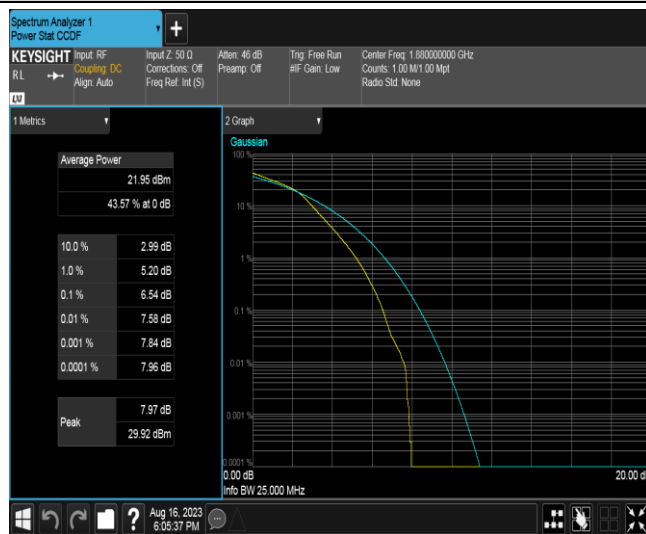 Spectrum Analyzer 1
Power Stat CCDF
+
KEYSIGHT
RL
LXI
Input: RF
Coupling: DC
Align: Auto
Input Z: 50 Ω
Corrections: Off
Freq Ref: Int (S)
Atten: 46 dB
Preamp: Off
Trig: Free Run
#IF Gain: Low
Center Freq: 1.880000000 GHz
Counts: 1.00 M/1.00 Mpt
Radio Std: None
1 Metrics
Average Power
21.95 dBm
43.57 % at 0 dB
10.0 % 2.99 dB
1.0 % 5.20 dB
0.1 % 6.54 dB
0.01 % 7.58 dB
0.001 % 7.84 dB
0.0001 % 7.96 dB
Peak
7.97 dB
29.92 dBm
2 Graph
Gaussian
100 %
10 %
1 %
0.1 %
0.01 %
0.001 %
0.0001 %
0.00 dB
20.00 d
Info BW 25.000 MHz
?
Aug 16, 2023
6:05:37 PM